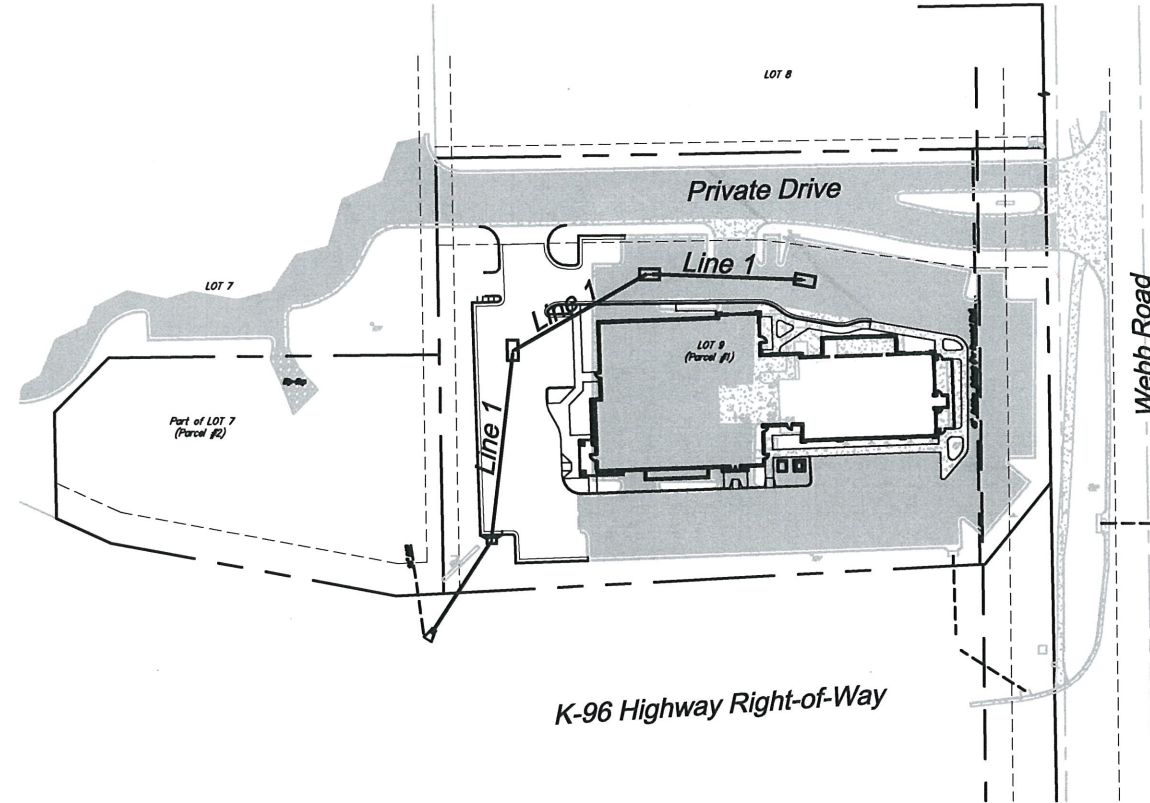 LOT 8
Private Drive
Line 1
LOT 7
Line 1
Webb Road
LOT 9
(Parcel #1)
Part of LOT 7
(Parcel #2)
Line 1
K-96 Highway Right-of-Way